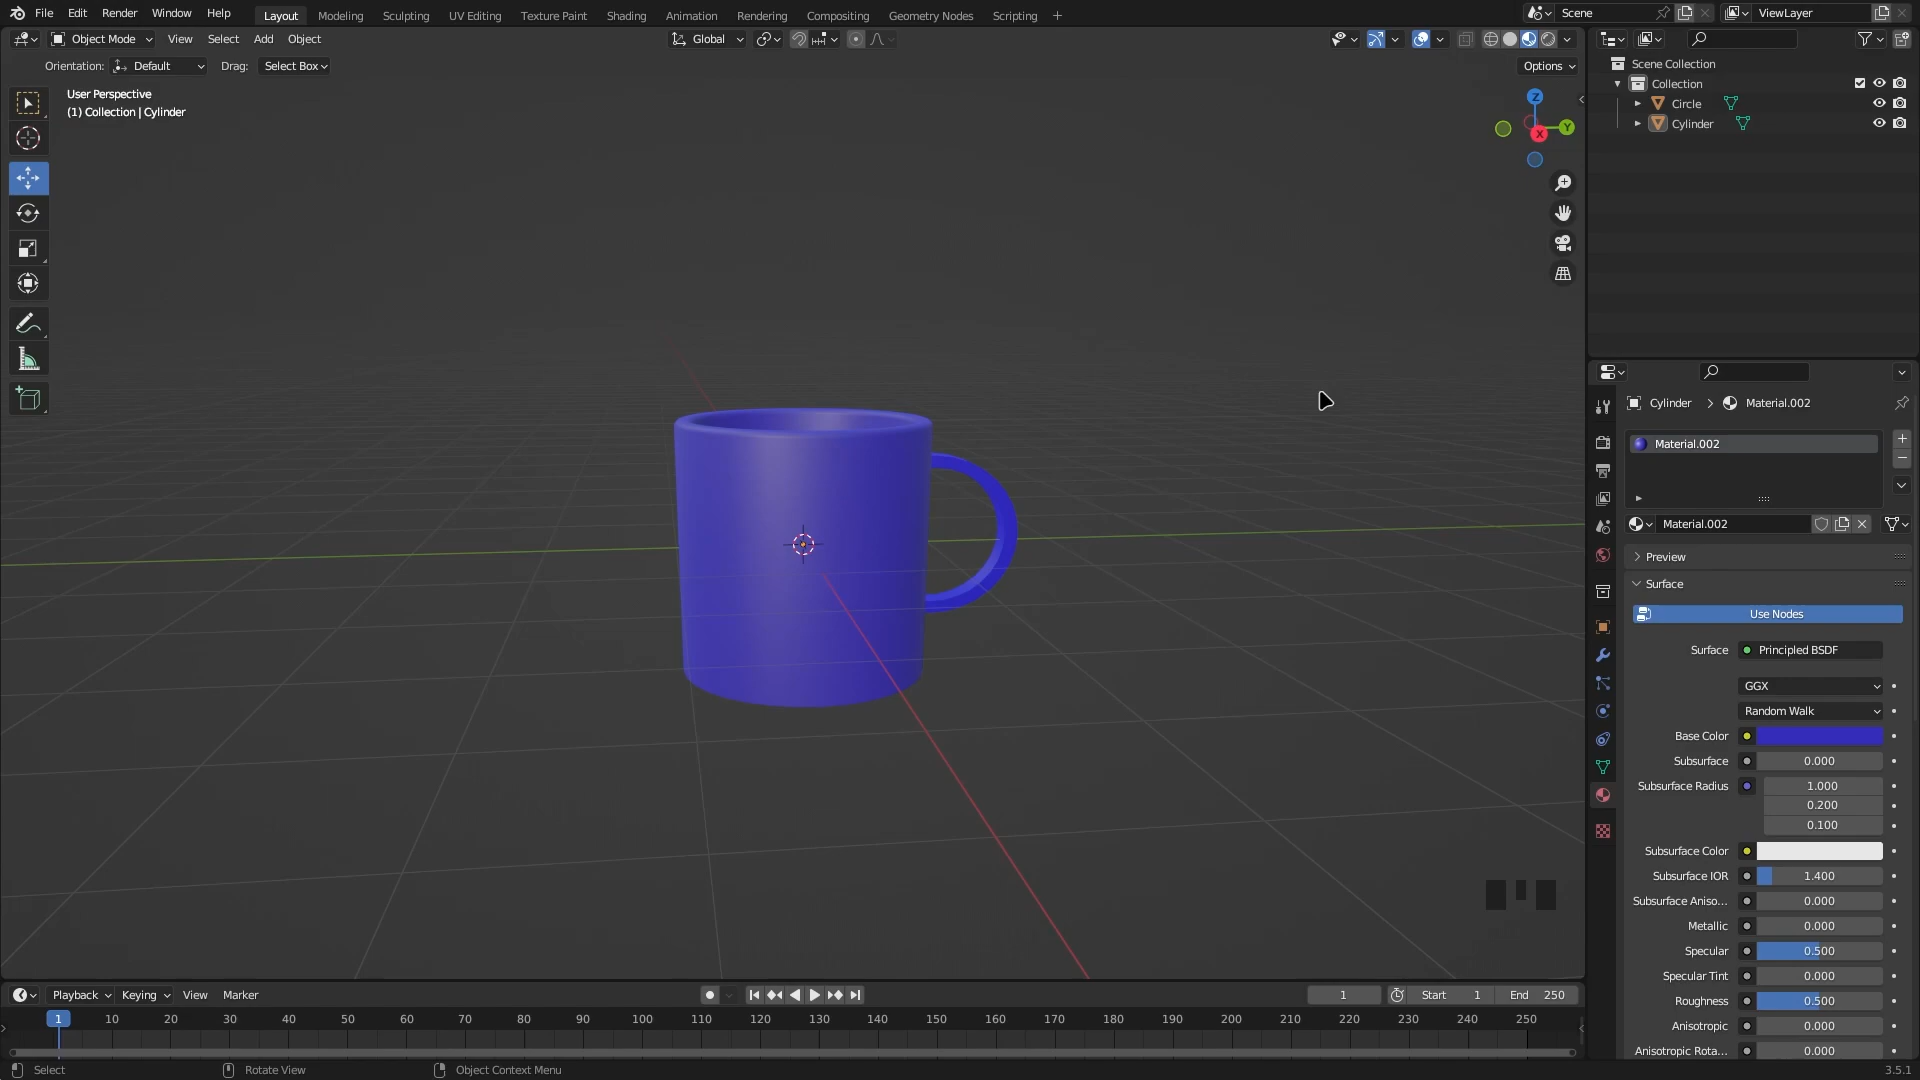 File Edit Render Window Help Layout Modeling Sculpting UV Editing Texture Paint Shading Animation Rendering Compositing Geometry Nodes Scripting + Scene ViewLayer
Object Mode View Select Add Object Global
Orientation: Default Drag: Select Box Options
User Perspective
(1) Collection | Cylinder
Z
Y
X
Scene Collection
Collection
Circle
Cylinder
Cylinder > Material.002
Material.002
Material.002
Preview
Surface
Use Nodes
Surface Principled BSDF
GGX
Random Walk
Base Color
Subsurface 0.000
Subsurface Radius 1.000
0.200
0.100
Subsurface Color
Subsurface IOR 1.400
Subsurface Aniso... 0.000
Metallic 0.000
Specular 0.500
Specular Tint 0.000
Roughness 0.500
Anisotropic 0.000
Anisotropic Rota... 0.000
Playback Keying View Marker 1 Start 1 End 250
1 10 20 30 40 50 60 70 80 90 100 110 120 130 140 150 160 170 180 190 200 210 220 230 240 250
Select Rotate View Object Context Menu 3.5.1